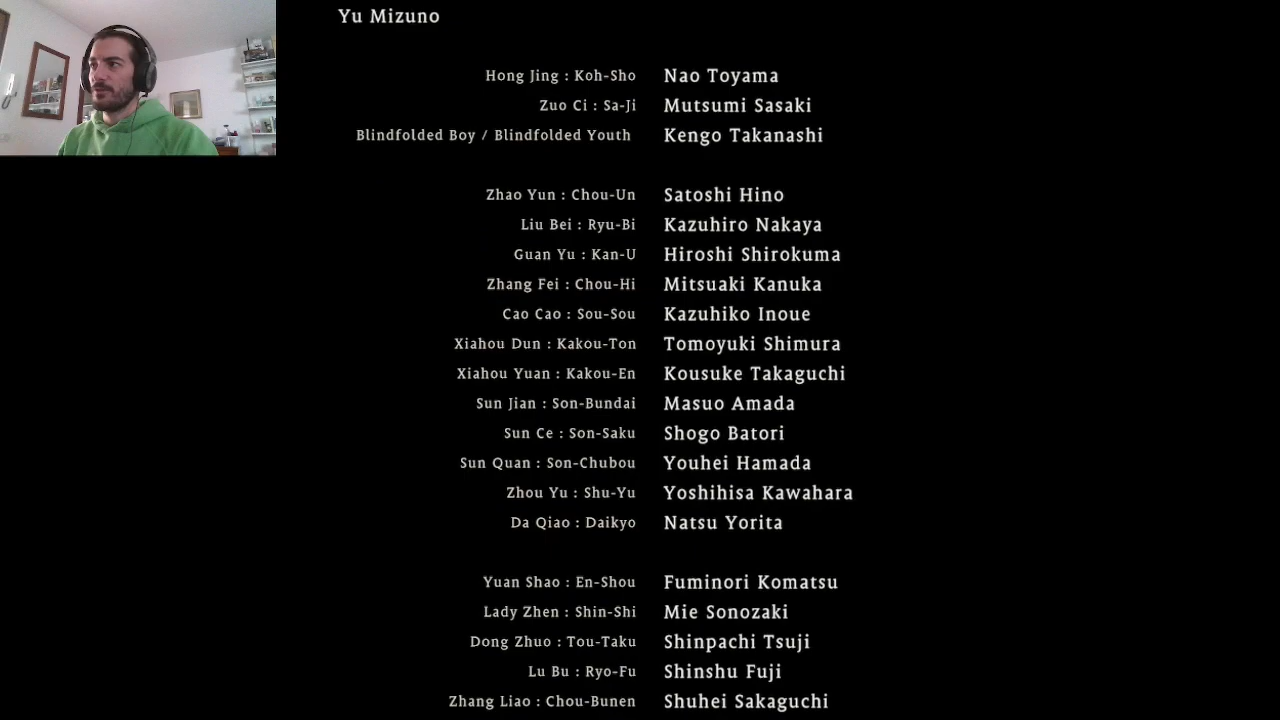 Yu Mizuno
Hong Jing : Koh-Sho Nao Toyama
Zuo Ci : Sa-Ji Mutsumi Sasaki
Blindfolded Boy / Blindfolded Youth Kengo Takanashi
Zhao Yun : Chou-Un Satoshi Hino
Liu Bei : Ryu-Bi Kazuhiro Nakaya
Guan Yu : Kan-U Hiroshi Shirokuma
Zhang Fei : Chou-Hi Mitsuaki Kanuka
Cao Cao : Sou-Sou Kazuhiko Inoue
Xiahou Dun : Kakou-Ton Tomoyuki Shimura
Xiahou Yuan : Kakou-En Kousuke Takaguchi
Sun Jian : Son-Bundai Masuo Amada
Sun Ce : Son-Saku Shogo Batori
Sun Quan : Son-Chubou Youhei Hamada
Zhou Yu : Shu-Yu Yoshihisa Kawahara
Da Qiao : Daikyo Natsu Yorita
Yuan Shao : En-Shou Fuminori Komatsu
Lady Zhen : Shin-Shi Mie Sonozaki
Dong Zhuo : Tou-Taku Shinpachi Tsuji
Lu Bu : Ryo-Fu Shinshu Fuji
Zhang Liao : Chou-Bunen Shuhei Sakaguchi